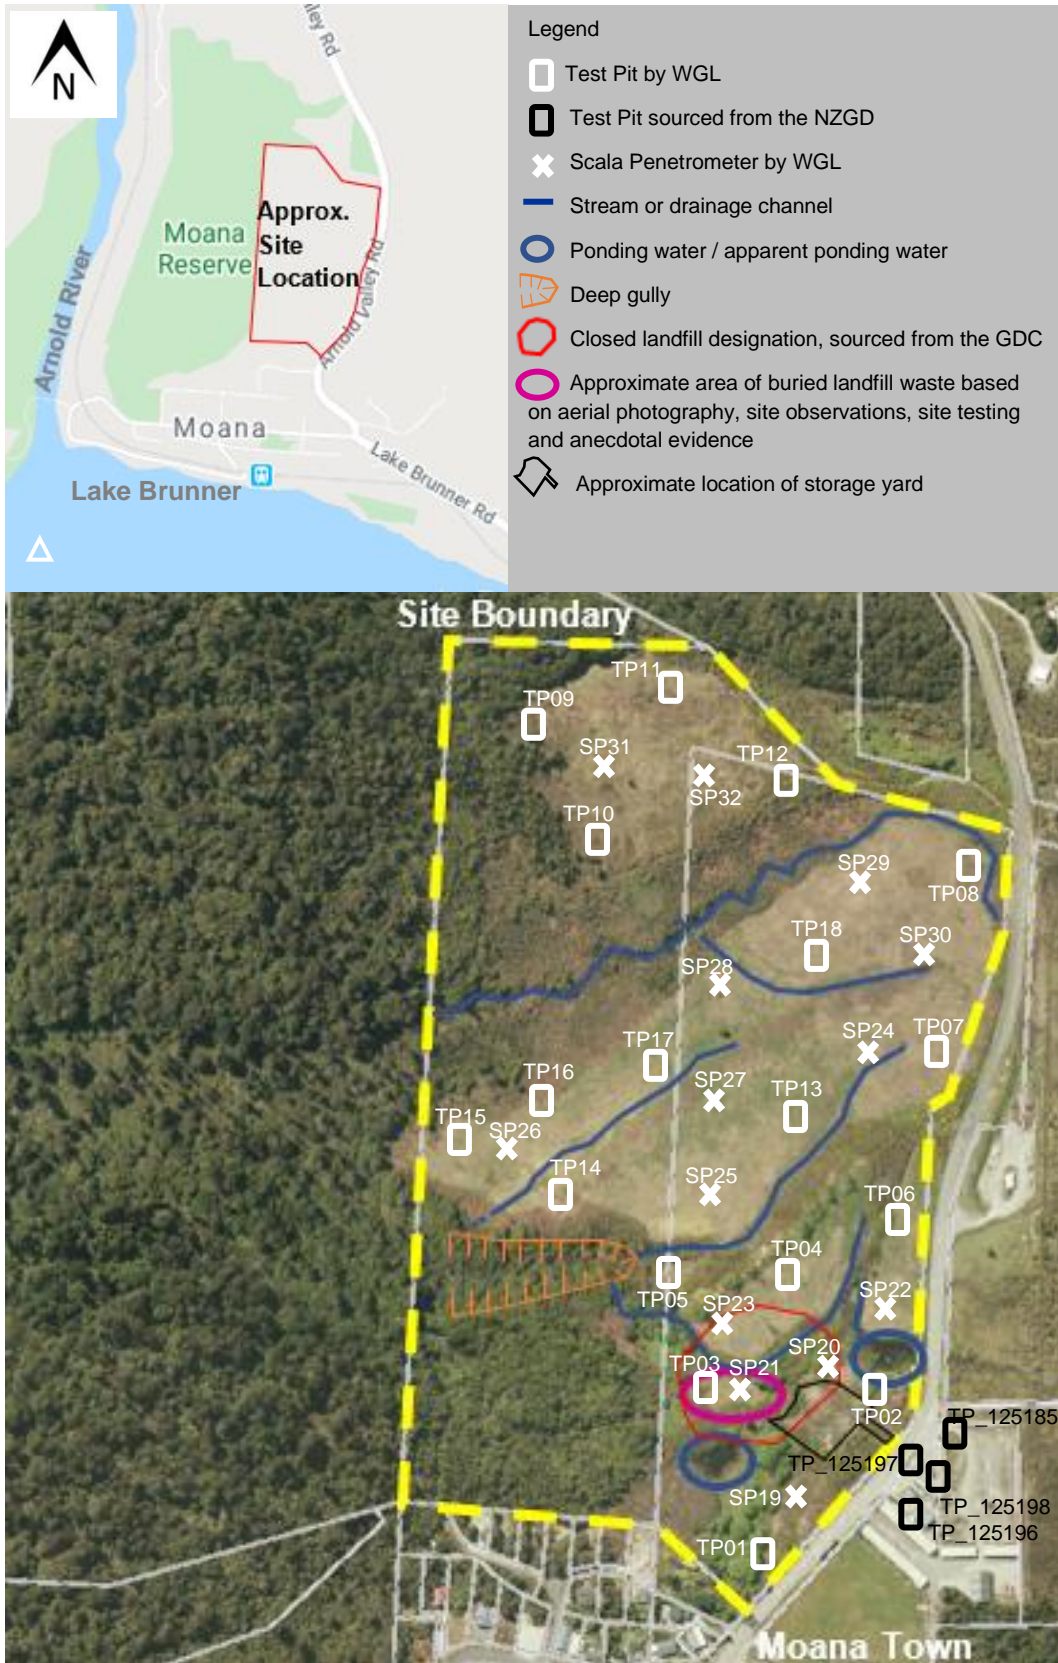 N
ley Rd
Approx.
Site
Location
Moana
Reserve
Arnold River
Arnold Valley Rd
Moana
Lake Brunner Rd
Lake Brunner
Legend
Test Pit by WGL
Test Pit sourced from the NZGD
Scala Penetrometer by WGL
Stream or drainage channel
Ponding water / apparent ponding water
Deep gully
Closed landfill designation, sourced from the GDC
Approximate area of buried landfill waste based
on aerial photography, site observations, site testing
and anecdotal evidence
Approximate location of storage yard
Site Boundary
TP11
TP09
SP31
TP12
SP32
TP10
SP29
TP08
TP18
SP30
SP28
SP24
TP07
TP17
TP16
SP27
TP13
TP15
SP26
TP14
SP25
TP06
TP04
TP05
SP23
SP22
SP20
TP03
SP21
TP02
TP_125185
TP_125197
SP19
TP_125198
TP_125196
TP01
Moana Town